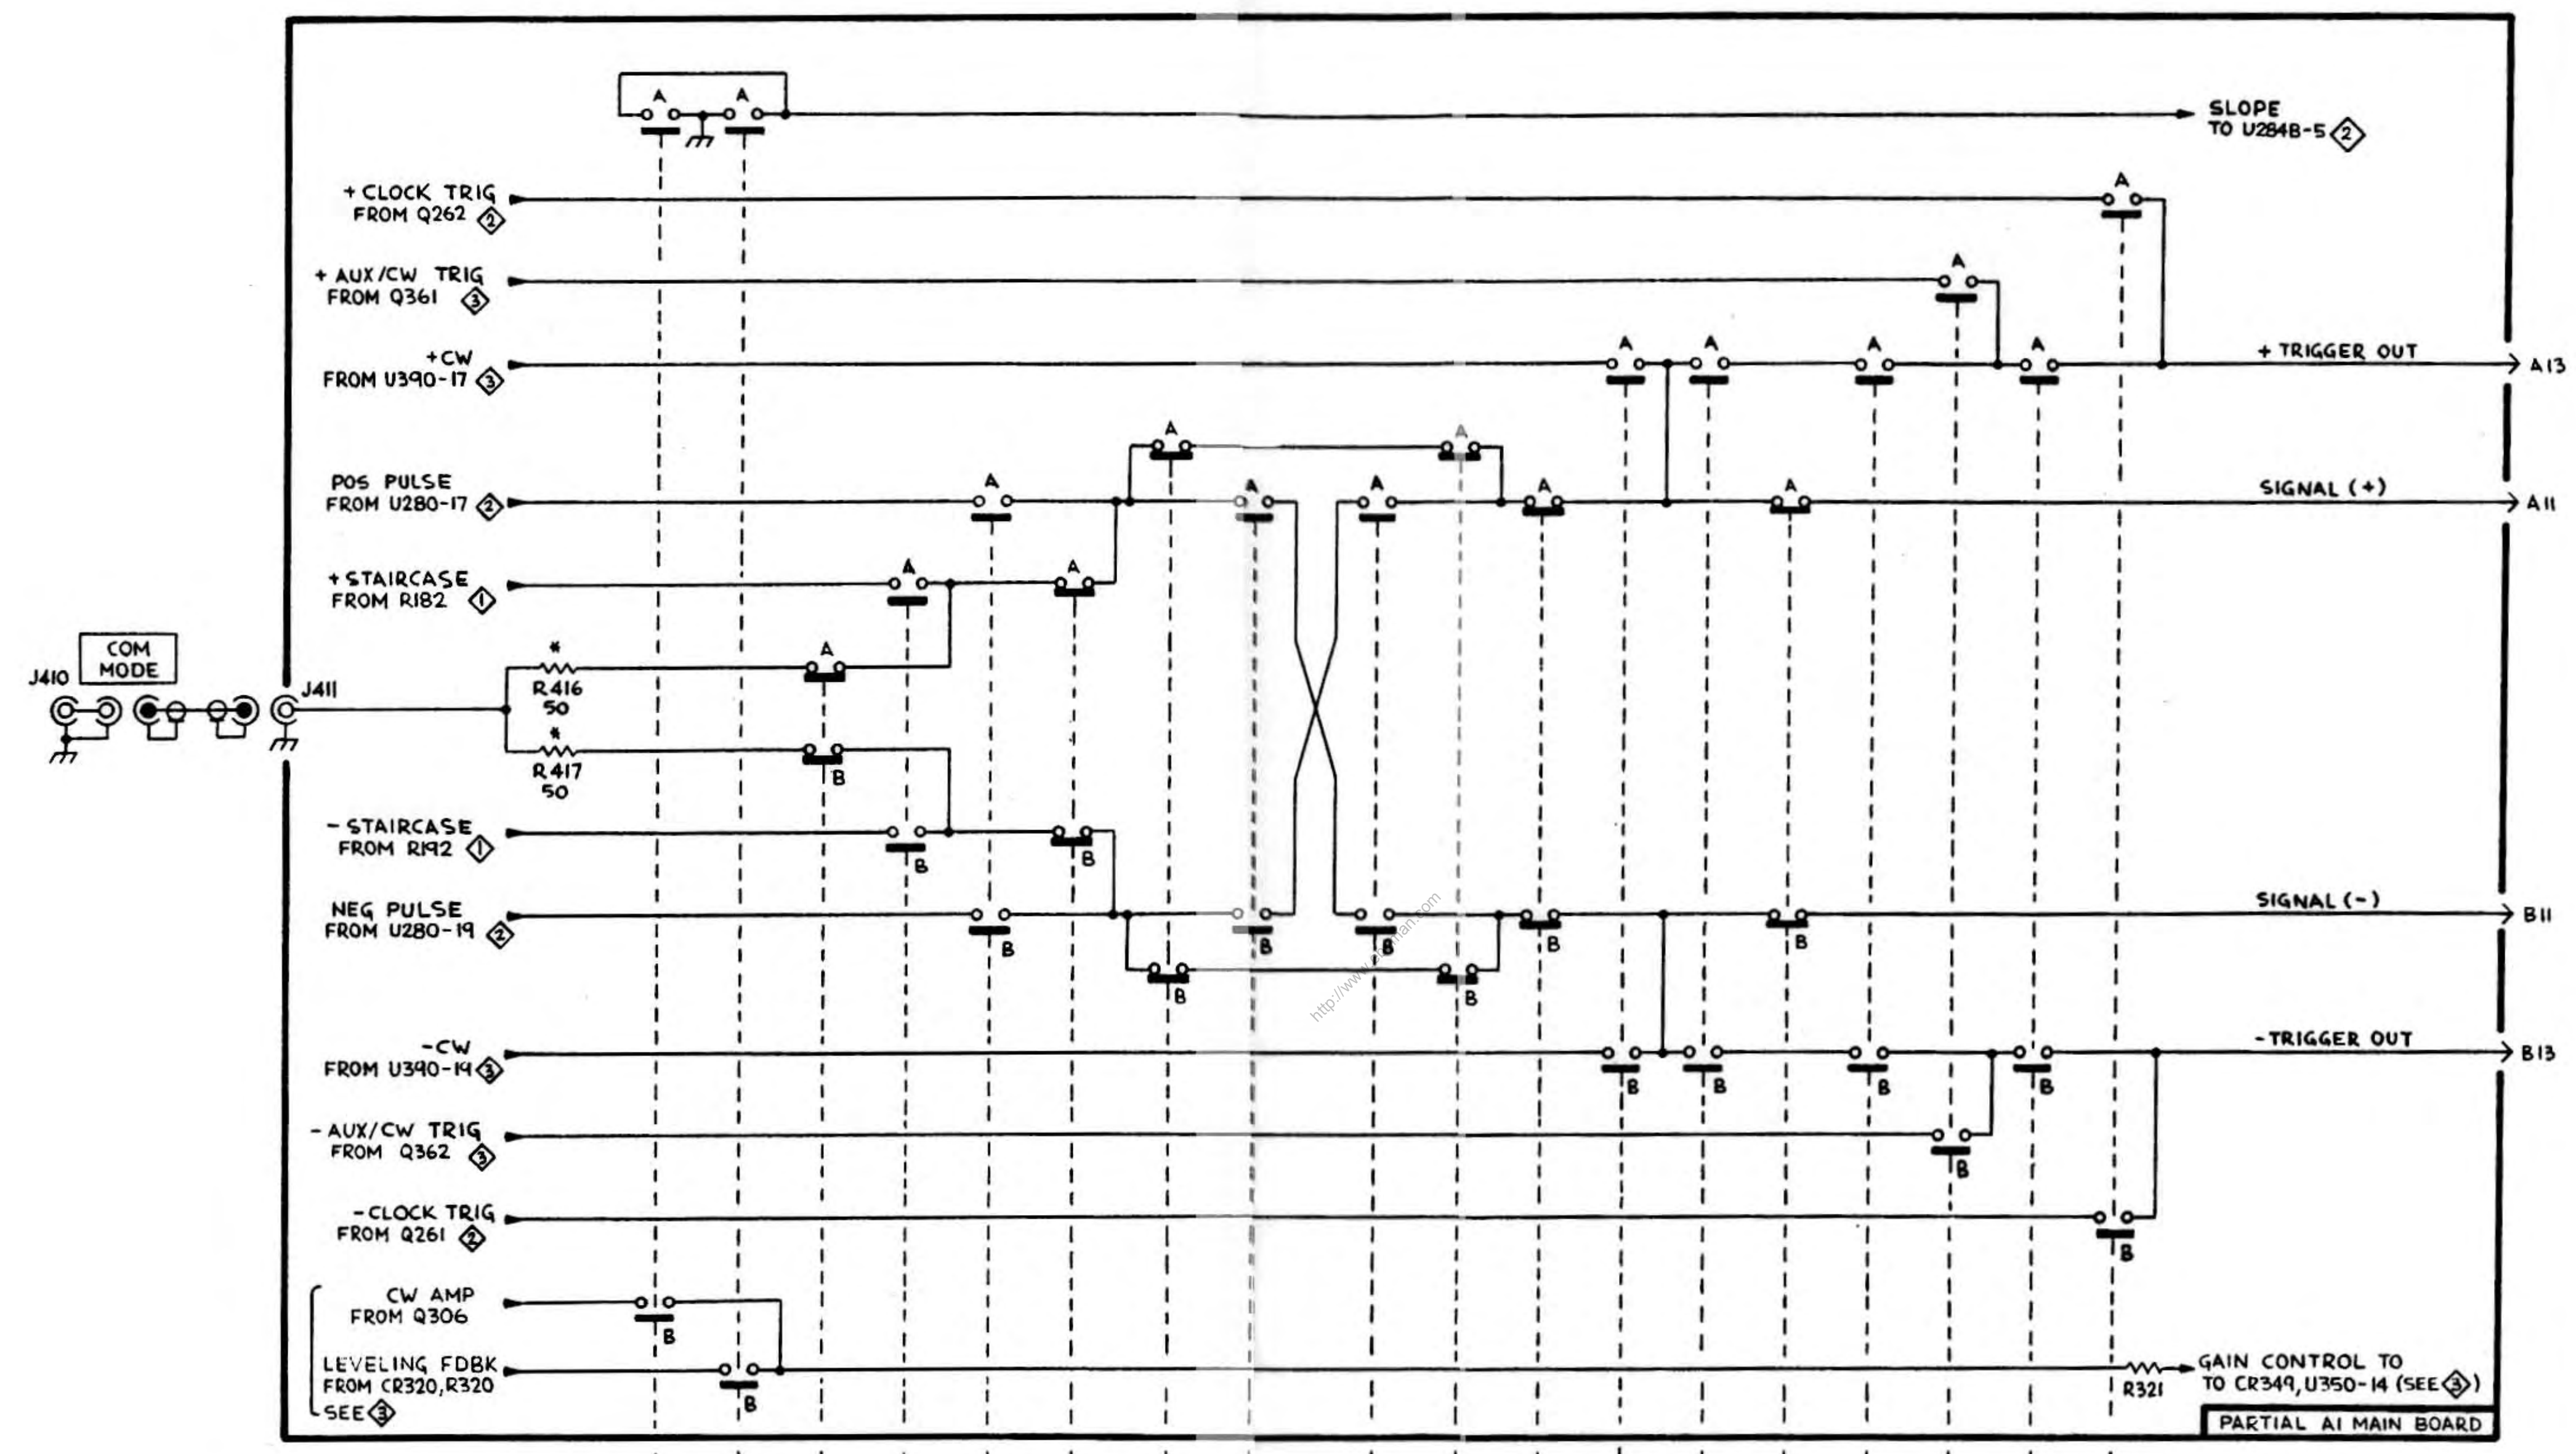 A A
SLOPE
TO U284B-5 2
A
+ CLOCK TRIG
FROM Q262 2
A
+ AUX/CW TRIG
FROM Q361 3
A A A A
+CW
FROM U390-17 3
+ TRIGGER OUT
A13
A A
POS PULSE
FROM U280-17 2
A A A A A
SIGNAL (+)
A11
+ STAIRCASE
FROM R182 1
A A
COM
MODE
J410
J411
*
R416
50
A
*
R417
50
B
- STAIRCASE
FROM R192 1
B B
NEG PULSE
FROM U280-19 2
B B B B B
SIGNAL (-)
B11
B B
http://www.
man.com
-CW
FROM U390-19 3
B B B B
-TRIGGER OUT
B13
- AUX/CW TRIG
FROM Q362 3
B
-CLOCK TRIG
FROM Q261 2
B
CW AMP
FROM Q306
B
LEVELING FDBK
FROM CR320,R320
SEE 3
B
R321
GAIN CONTROL TO
TO CR349,U350-14 (SEE 3)
PARTIAL A1 MAIN BOARD